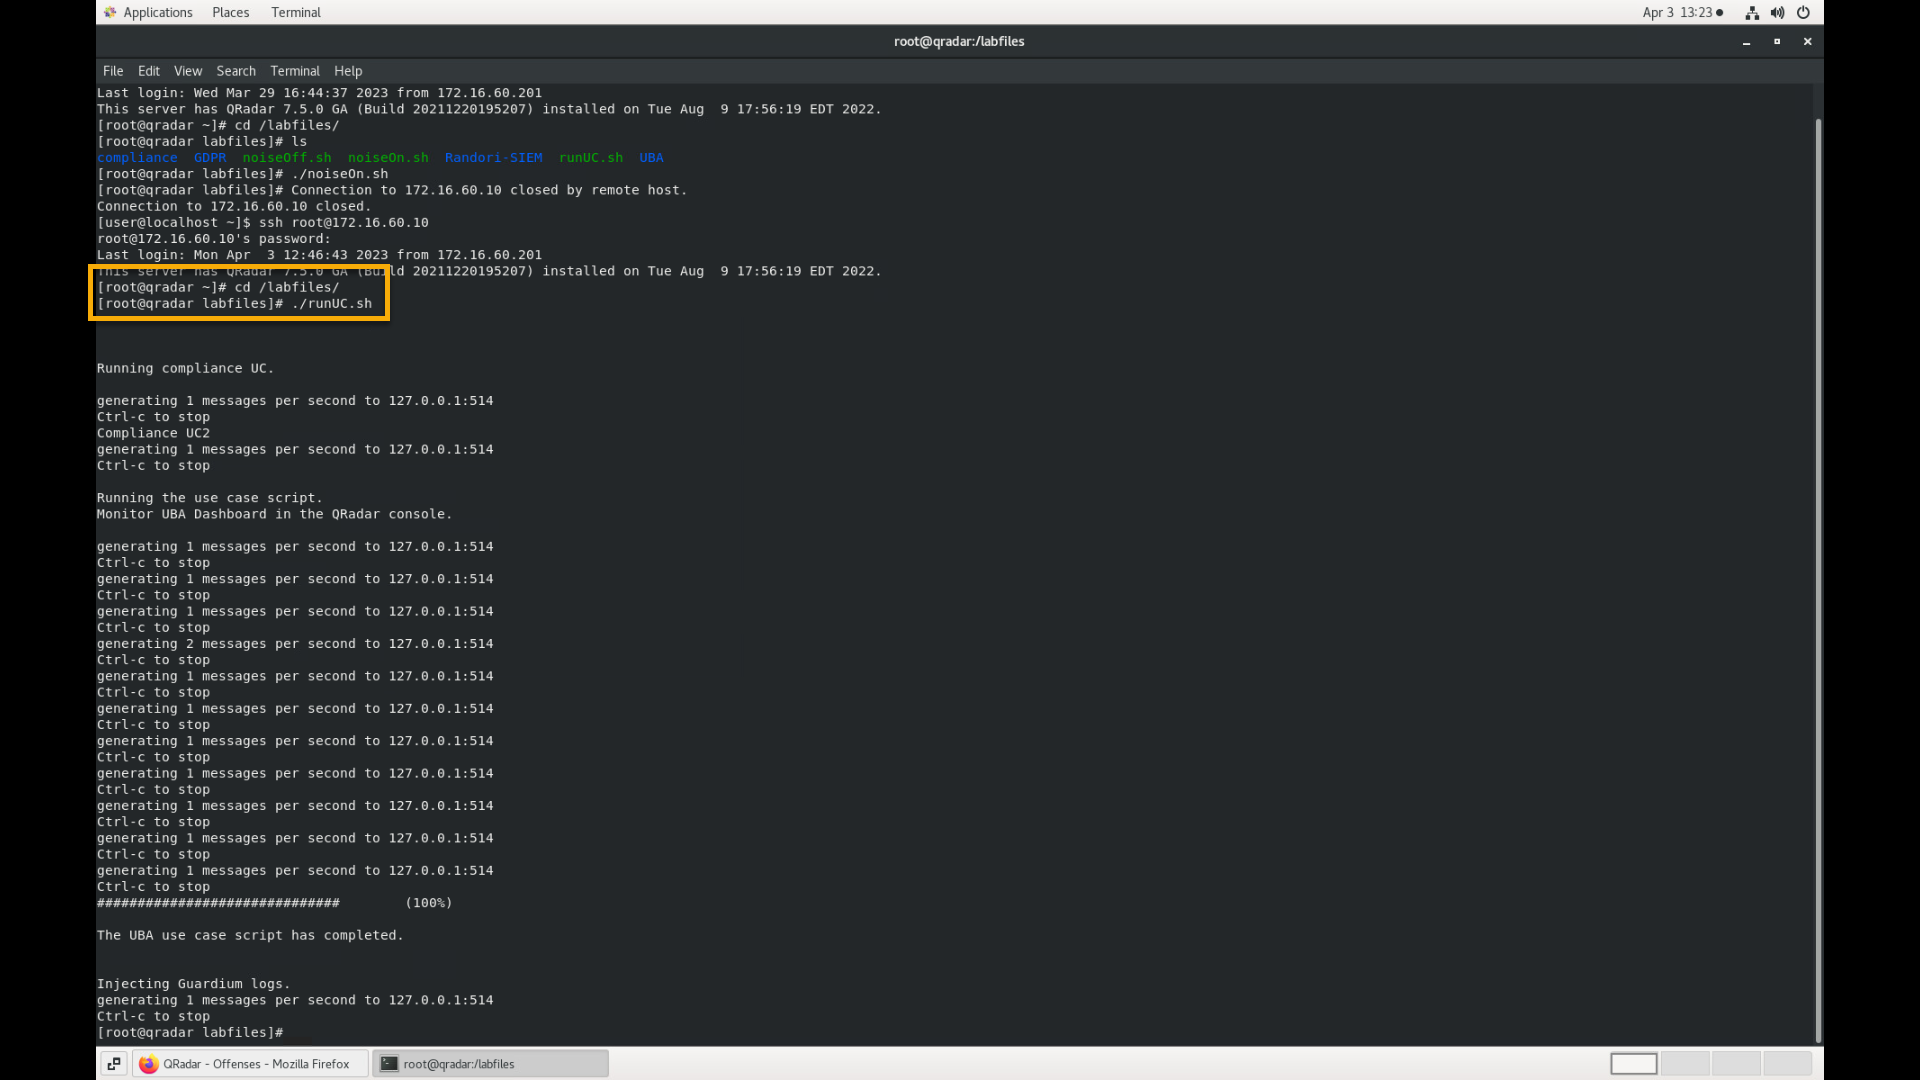 Applications Places Terminal Apr 3 13:23
root@qradar:/labfiles
File Edit View Search Terminal Help
Last login: Wed Mar 29 16:44:37 2023 from 172.16.60.201
This server has QRadar 7.5.0 GA (Build 20211220195207) installed on Tue Aug  9 17:56:19 EDT 2022.
[root@qradar ~]# cd /labfiles/
[root@qradar labfiles]# ls
compliance  GDPR  noiseOff.sh  noiseOn.sh  Randori-SIEM  runUC.sh  UBA
[root@qradar labfiles]# ./noiseOn.sh
[root@qradar labfiles]# Connection to 172.16.60.10 closed by remote host.
Connection to 172.16.60.10 closed.
[user@localhost ~]$ ssh root@172.16.60.10
root@172.16.60.10's password:
Last login: Mon Apr  3 12:46:43 2023 from 172.16.60.201
This server has QRadar 7.5.0 GA (Build 20211220195207) installed on Tue Aug  9 17:56:19 EDT 2022.
[root@qradar ~]# cd /labfiles/
[root@qradar labfiles]# ./runUC.sh
Running compliance UC.
generating 1 messages per second to 127.0.0.1:514
Ctrl-c to stop
Compliance UC2
generating 1 messages per second to 127.0.0.1:514
Ctrl-c to stop
Running the use case script.
Monitor UBA Dashboard in the QRadar console.
generating 1 messages per second to 127.0.0.1:514
Ctrl-c to stop
generating 1 messages per second to 127.0.0.1:514
Ctrl-c to stop
generating 1 messages per second to 127.0.0.1:514
Ctrl-c to stop
generating 2 messages per second to 127.0.0.1:514
Ctrl-c to stop
generating 1 messages per second to 127.0.0.1:514
Ctrl-c to stop
generating 1 messages per second to 127.0.0.1:514
Ctrl-c to stop
generating 1 messages per second to 127.0.0.1:514
Ctrl-c to stop
generating 1 messages per second to 127.0.0.1:514
Ctrl-c to stop
generating 1 messages per second to 127.0.0.1:514
Ctrl-c to stop
generating 1 messages per second to 127.0.0.1:514
Ctrl-c to stop
generating 1 messages per second to 127.0.0.1:514
Ctrl-c to stop
##############################        (100%)
The UBA use case script has completed.
Injecting Guardium logs.
generating 1 messages per second to 127.0.0.1:514
Ctrl-c to stop
[root@qradar labfiles]#
QRadar - Offenses - Mozilla Firefox root@qradar:/labfiles